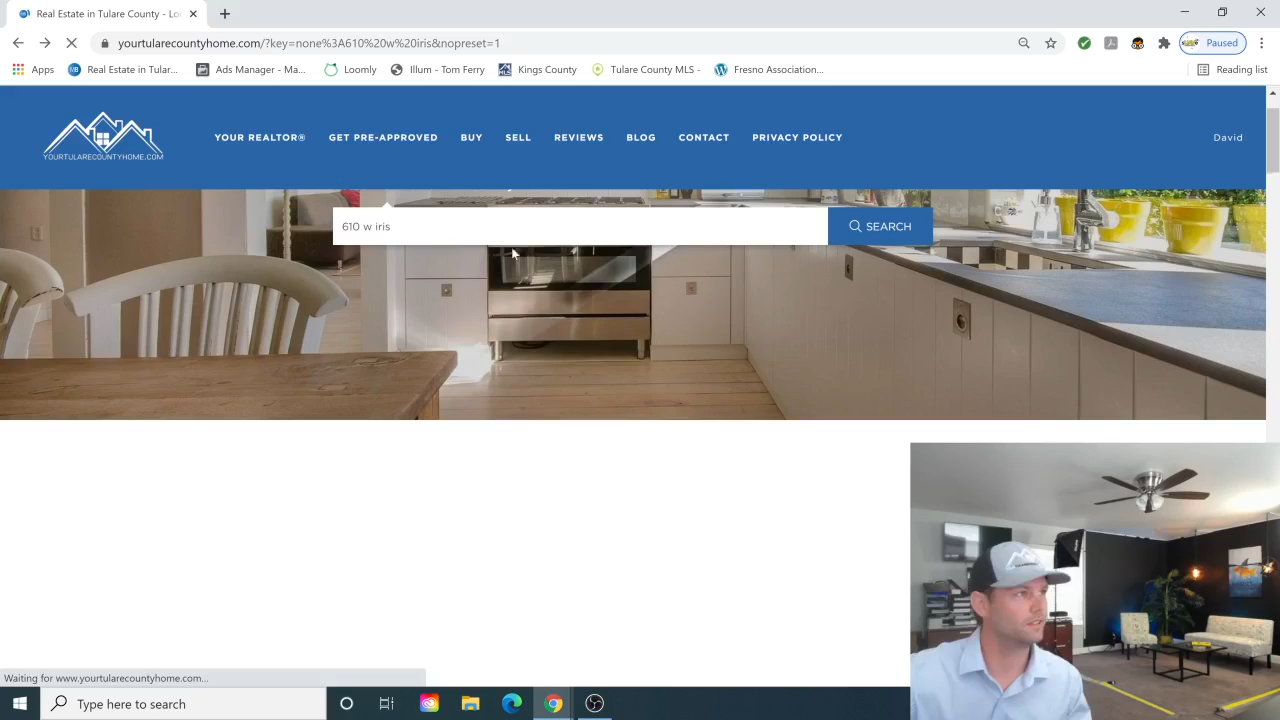 Real Estate in Tulare County - Lo
yourtularecountyhome.com/?key=none%3A610%20w%20iris&nopreset=1
Paused
Apps
Real Estate in Tular...
Ads Manager - Ma...
Loomly
Illum - Tom Ferry
Kings County
Tulare County MLS -
Fresno Association...
Reading list
YOURTULARECOUNTYHOME.COM
YOUR REALTOR®
GET PRE-APPROVED
BUY
SELL
REVIEWS
BLOG
CONTACT
PRIVACY POLICY
David
610 w iris
SEARCH
Waiting for www.yourtularecountyhome.com...
Type here to search